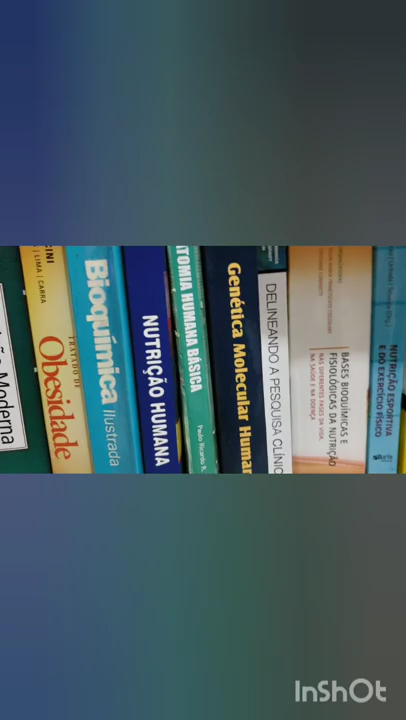 Moderna
CINI
| LIMA | CARRA
TRATADO DE
Obesidade
Bioquímica Ilustrada
NUTRIÇÃO HUMANA
ATOMIA HUMANA BÁSICA
Paulo Ricardo R.
Genética Molecular Human
DELINEANDO A PESQUISA CLÍNIC
BASES BIOQUÍMICAS E
FISIOLÓGICAS DA NUTRIÇÃO
NAS DIFERENTES FASES DA VIDA,
NA SAÚDE E NA DOENÇA
NUTRIÇÃO ESPORTIVA
E DO EXERCÍCIO FÍSICO
InShOt